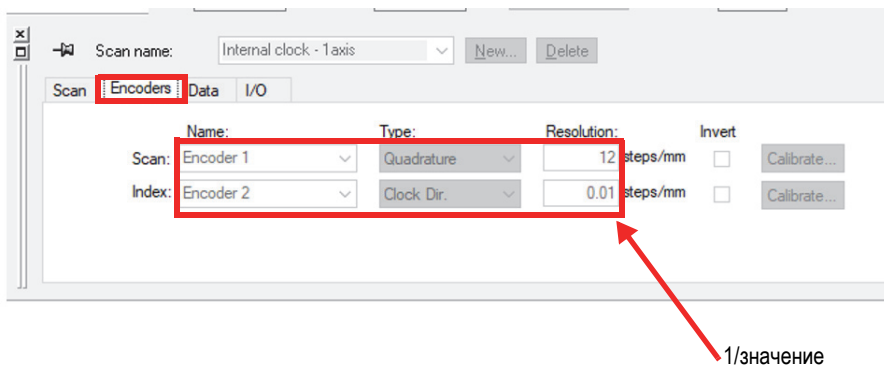 Scan name: Internal clock - 1axis New... Delete
Scan Encoders Data I/O
Name: Type: Resolution: Invert
Scan: Encoder 1 Quadrature 12 steps/mm Calibrate...
Index: Encoder 2 Clock Dir. 0.01 steps/mm Calibrate...
1/значение